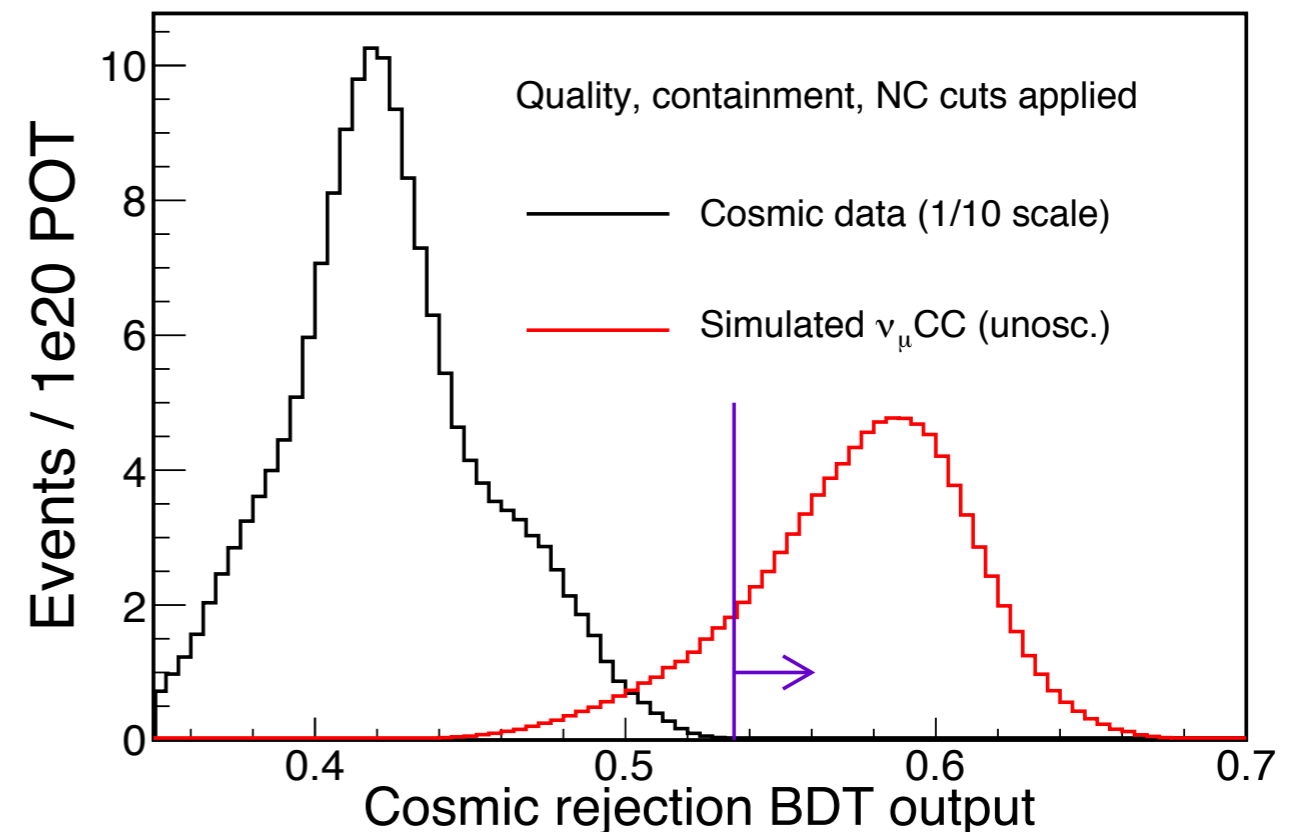 Events / 1e20 POT
10
8
6
4
2
0
Quality, containment, NC cuts applied
Cosmic data (1/10 scale)
Simulated νμCC (unosc.)
0.4 0.5 0.6 0.7
Cosmic rejection BDT output